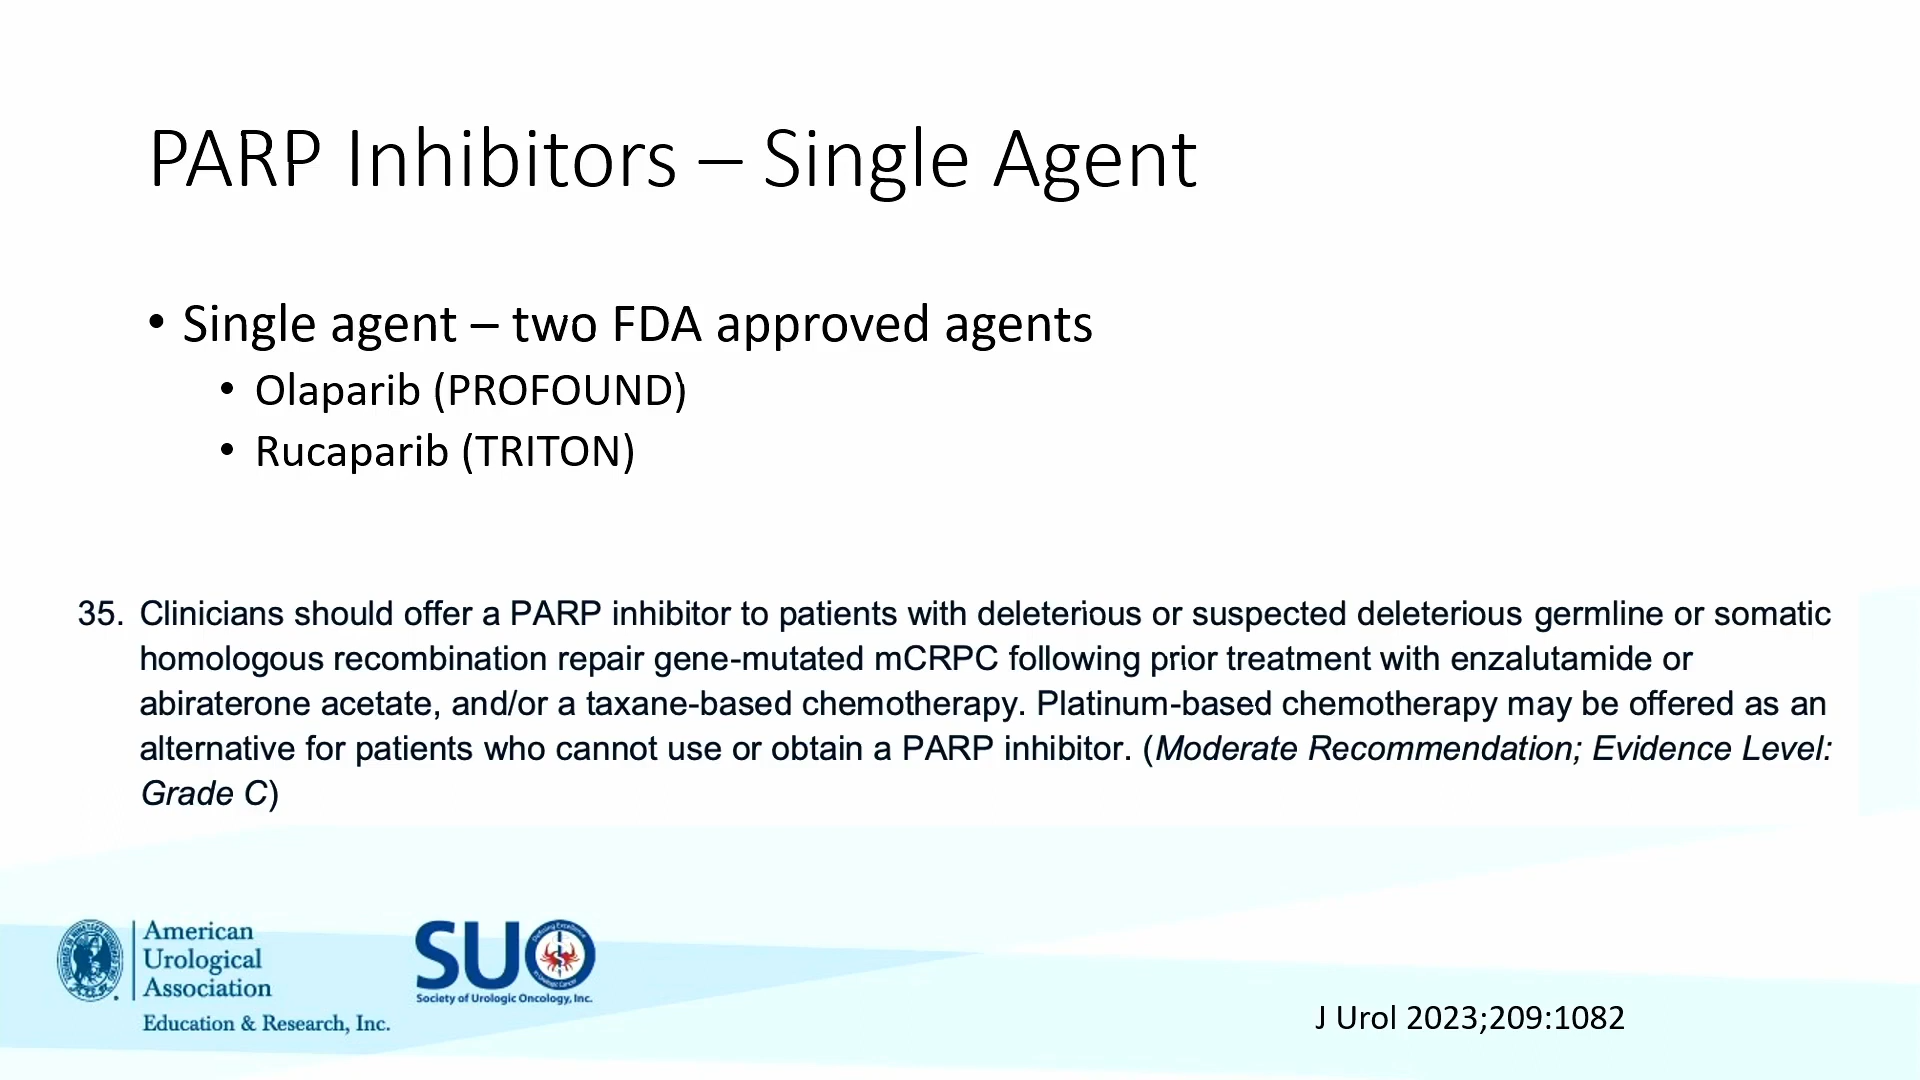 PARP Inhibitors – Single Agent
• Single agent – two FDA approved agents
• Olaparib (PROFOUND)
• Rucaparib (TRITON)
35. Clinicians should offer a PARP inhibitor to patients with deleterious or suspected deleterious germline or somatic
homologous recombination repair gene-mutated mCRPC following prior treatment with enzalutamide or
abiraterone acetate, and/or a taxane-based chemotherapy. Platinum-based chemotherapy may be offered as an
alternative for patients who cannot use or obtain a PARP inhibitor. (Moderate Recommendation; Evidence Level:
Grade C)
American
Urological
Association
Education & Research, Inc.
SUO
Society of Urologic Oncology, Inc.
J Urol 2023;209:1082